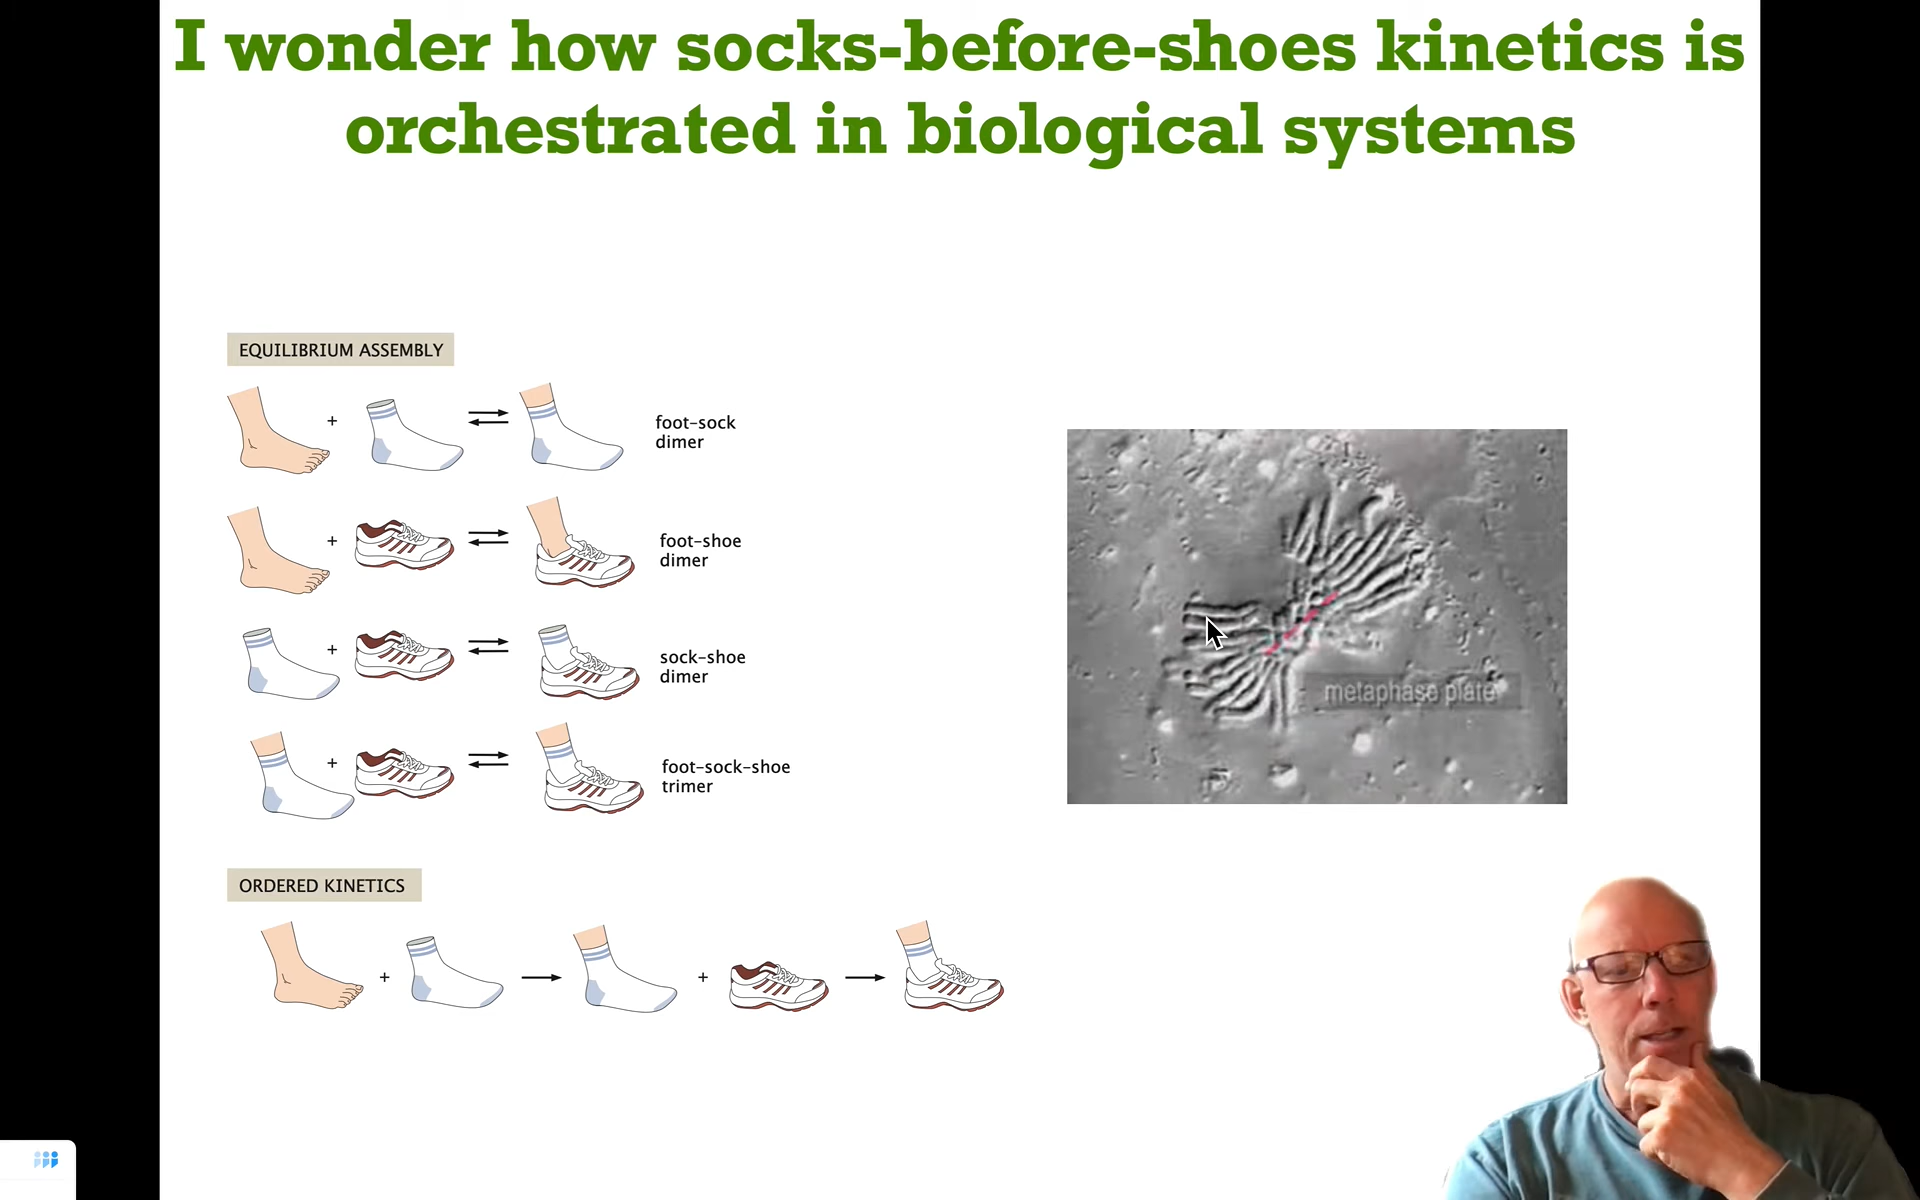 I wonder how socks-before-shoes kinetics is
orchestrated in biological systems
EQUILIBRIUM ASSEMBLY
+
foot-sock
dimer
+
foot-shoe
dimer
+
sock-shoe
dimer
+
foot-sock-shoe
trimer
metaphase plate
ORDERED KINETICS
+
+